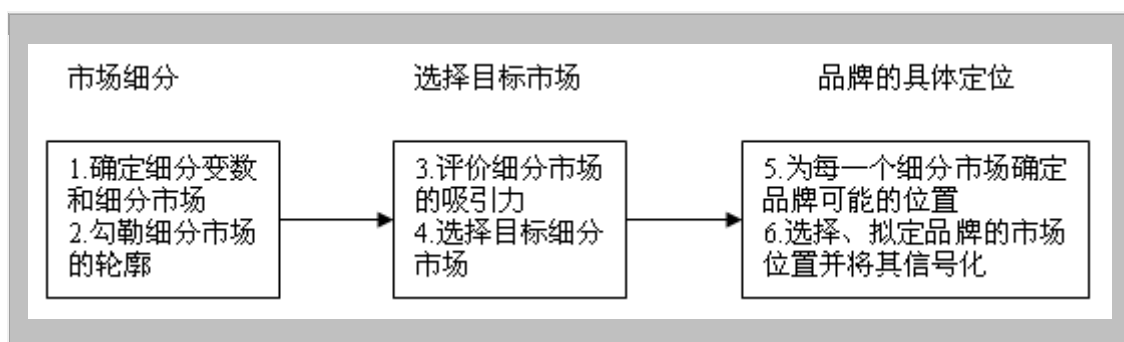 市场细分
选择目标市场
品牌的具体定位
1.确定细分变数
和细分市场
2.勾勒细分市场
的轮廓
3.评价细分市场
的吸引力
4.选择目标细分
市场
5.为每一个细分市场确定
品牌可能的位置
6.选择、拟定品牌的市场
位置并将其信号化